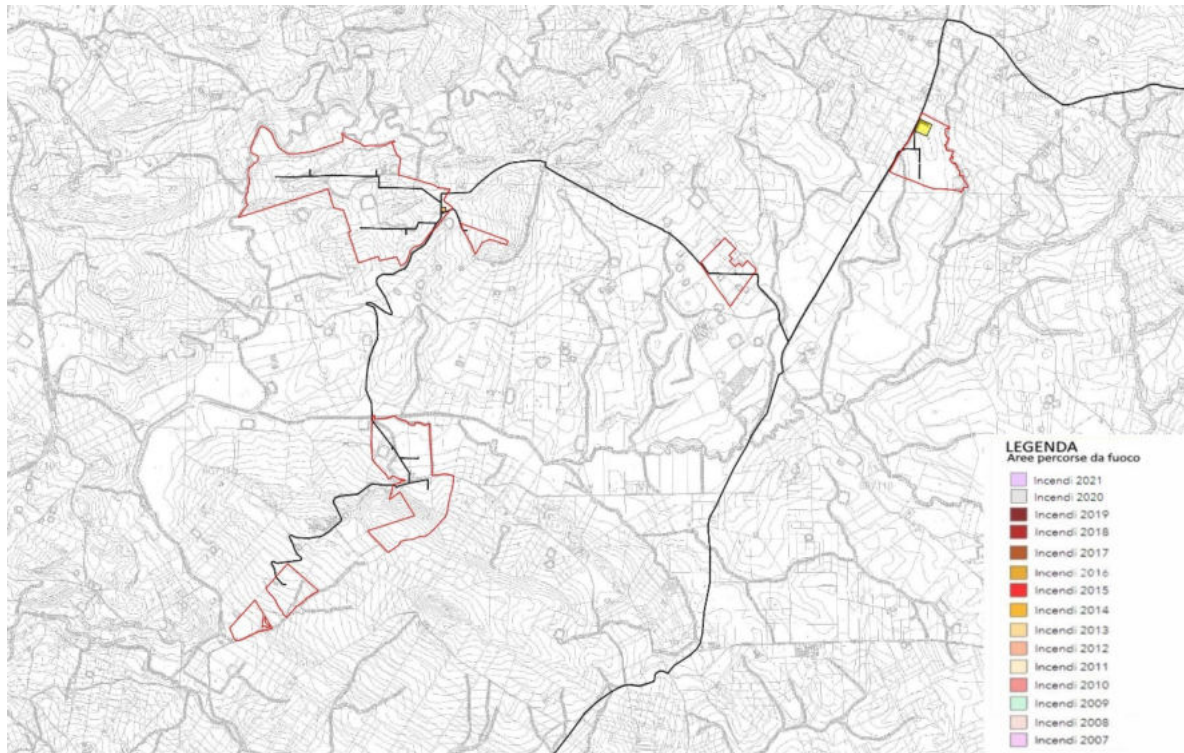 LEGENDA
Aree percorse da fuoco
Incendi 2021
Incendi 2020
Incendi 2019
Incendi 2018
Incendi 2017
Incendi 2016
Incendi 2015
Incendi 2014
Incendi 2013
Incendi 2012
Incendi 2011
Incendi 2010
Incendi 2009
Incendi 2008
Incendi 2007